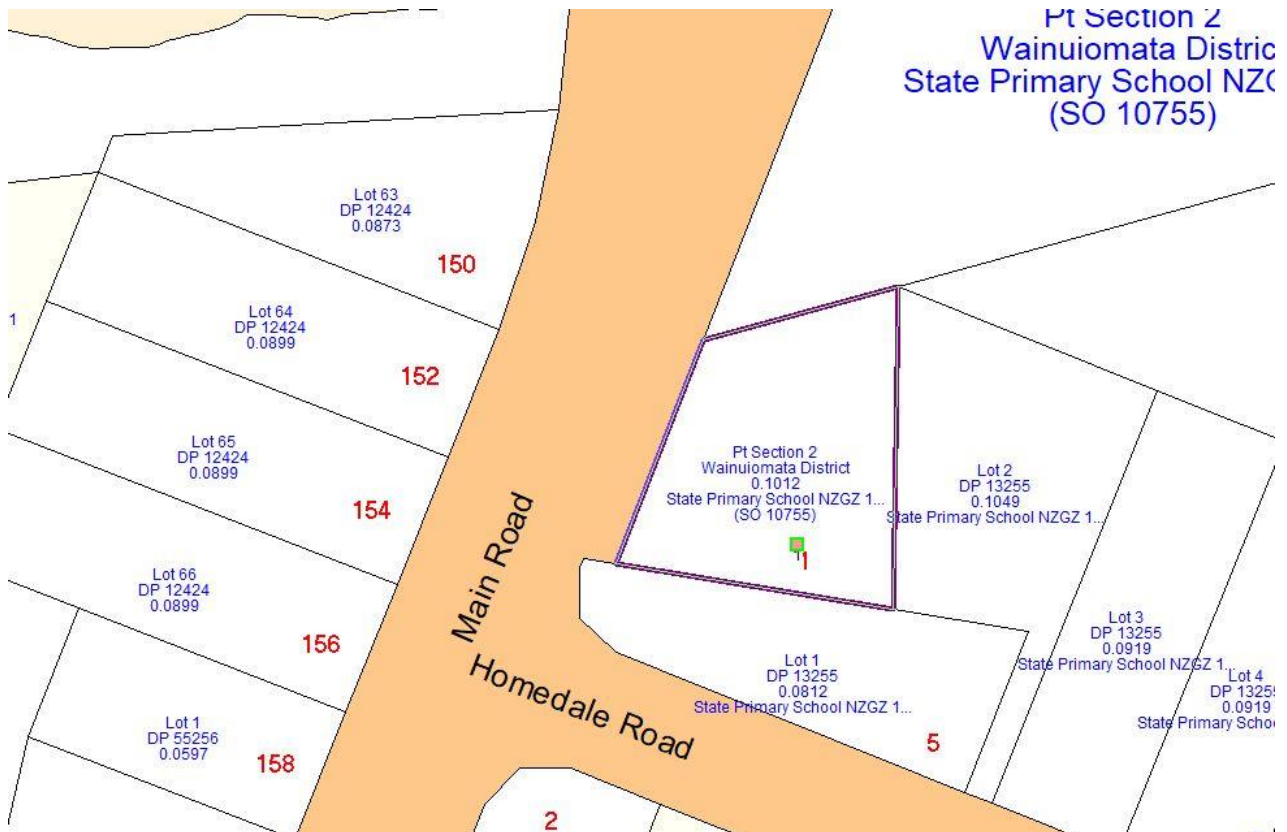 Pt Section 2
Wainuiomata Distric
State Primary School NZG
(SO 10755)
Lot 63
DP 12424
0.0873
150
Lot 64
DP 12424
0.0899
152
1
Lot 65
DP 12424
0.0899
154
Lot 66
DP 12424
0.0899
156
Lot 1
DP 55256
0.0597
158
Main Road
Homedale Road
Pt Section 2
Wainuiomata District
0.1012
State Primary School NZGZ 1...
(SO 10755)
1
Lot 2
DP 13255
0.1049
State Primary School NZGZ 1...
Lot 1
DP 13255
0.0812
State Primary School NZGZ 1...
5
Lot 3
DP 13255
0.0919
State Primary School NZGZ 1...
Lot 4
DP 13255
0.0919
State Primary Schoo
2